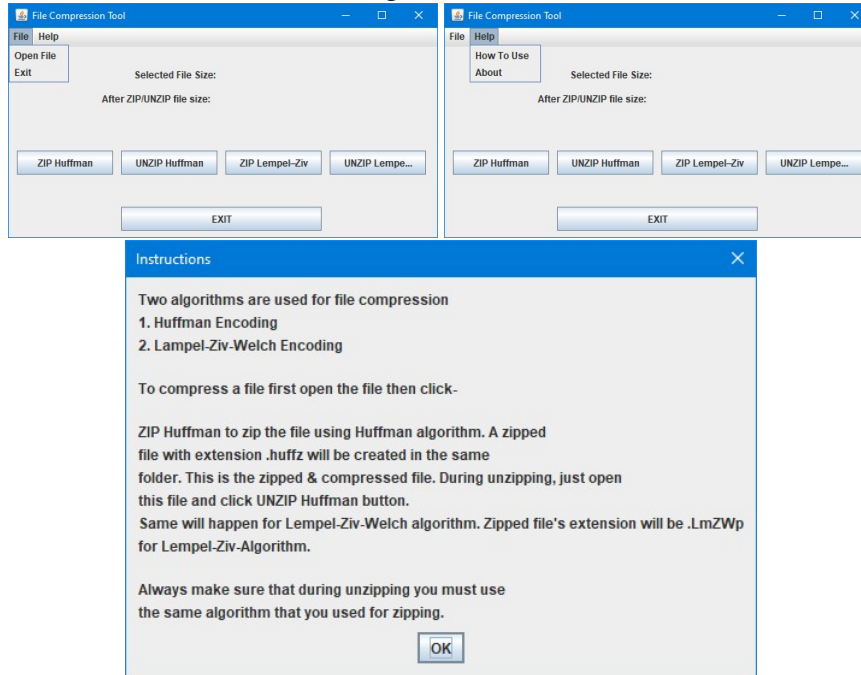 File Compression Tool
File Help
Open File
Exit
Selected File Size:
After ZIP/UNZIP file size:
ZIP Huffman UNZIP Huffman ZIP Lempel–Ziv UNZIP Lempe...
EXIT
File Compression Tool
File Help
How To Use
About
Selected File Size:
After ZIP/UNZIP file size:
ZIP Huffman UNZIP Huffman ZIP Lempel–Ziv UNZIP Lempe...
EXIT
Instructions
Two algorithms are used for file compression
1. Huffman Encoding
2. Lampel-Ziv-Welch Encoding
To compress a file first open the file then click-
ZIP Huffman to zip the file using Huffman algorithm. A zipped
file with extension .huffz will be created in the same
folder. This is the zipped & compressed file. During unzipping, just open
this file and click UNZIP Huffman button.
Same will happen for Lempel-Ziv-Welch algorithm. Zipped file's extension will be .LmZWp
for Lempel-Ziv-Algorithm.
Always make sure that during unzipping you must use
the same algorithm that you used for zipping.
OK